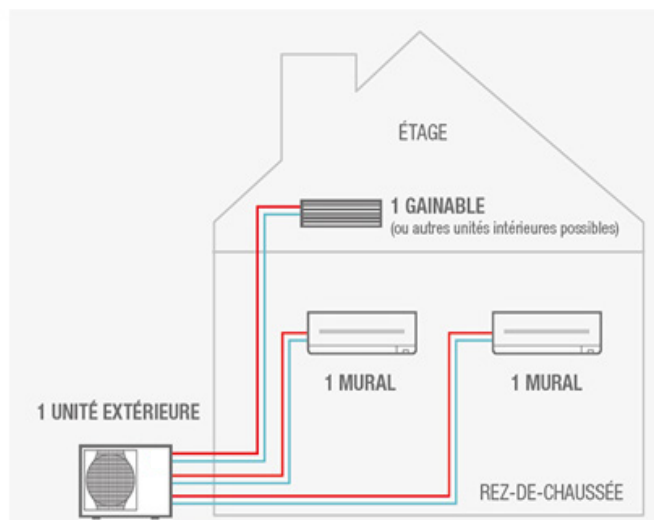 ÉTAGE
1 GAINABLE
(ou autres unités intérieures possibles)
1 MURAL
1 MURAL
1 UNITÉ EXTÉRIEURE
REZ-DE-CHAUSSÉE